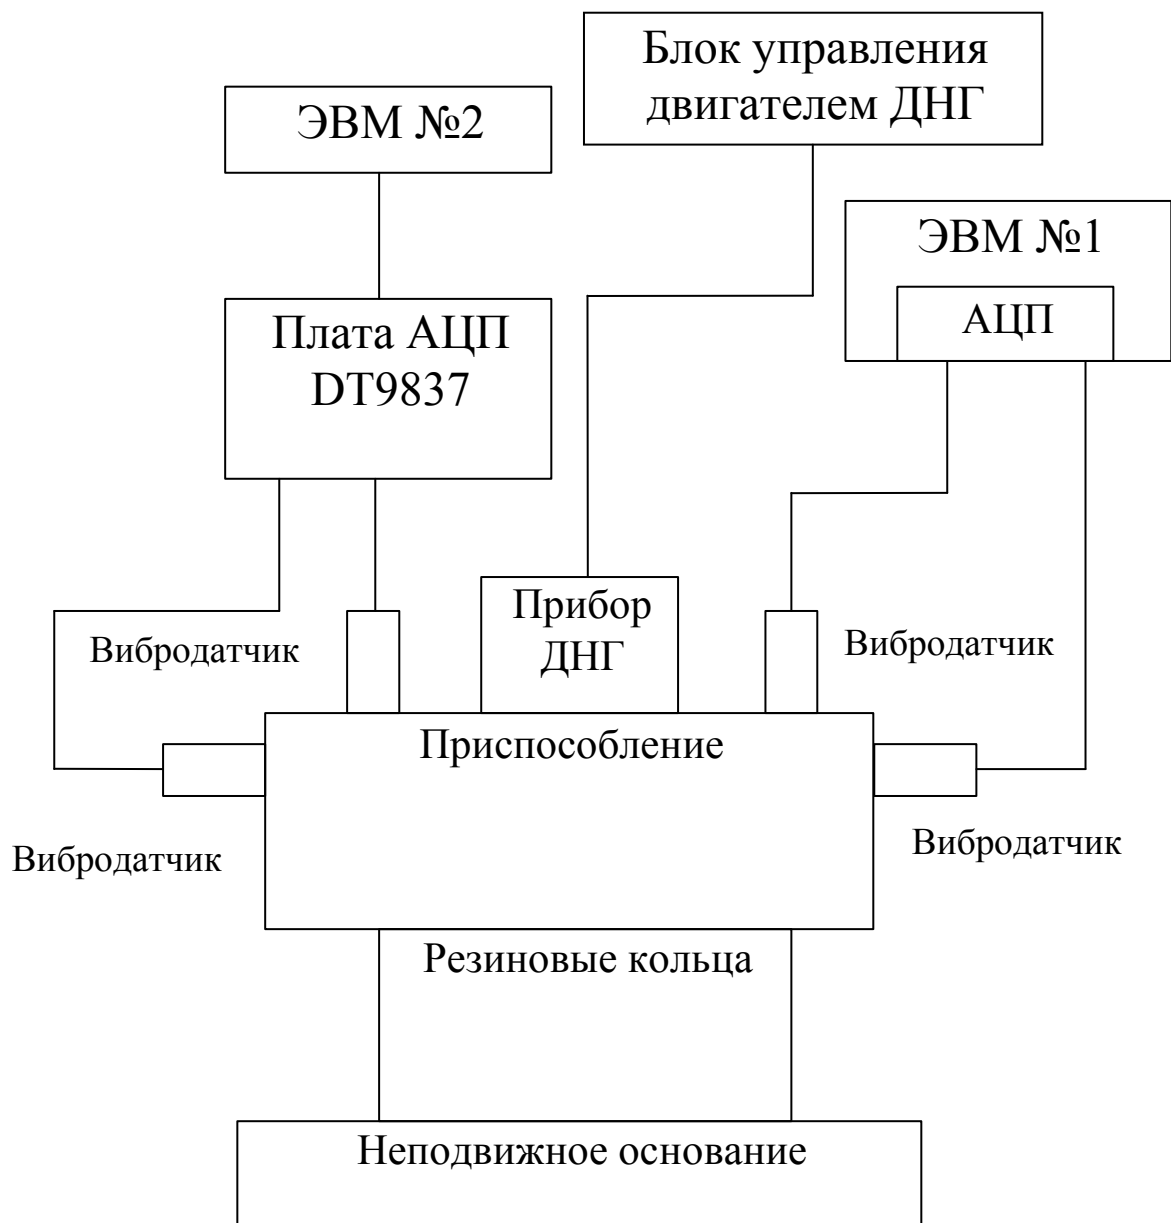 Блок управления
двигателем ДНГ
ЭВМ №2
ЭВМ №1
АЦП
Плата АЦП
DT9837
Прибор
ДНГ
Вибродатчик
Вибродатчик
Приспособление
Вибродатчик
Вибродатчик
Резиновые кольца
Неподвижное основание